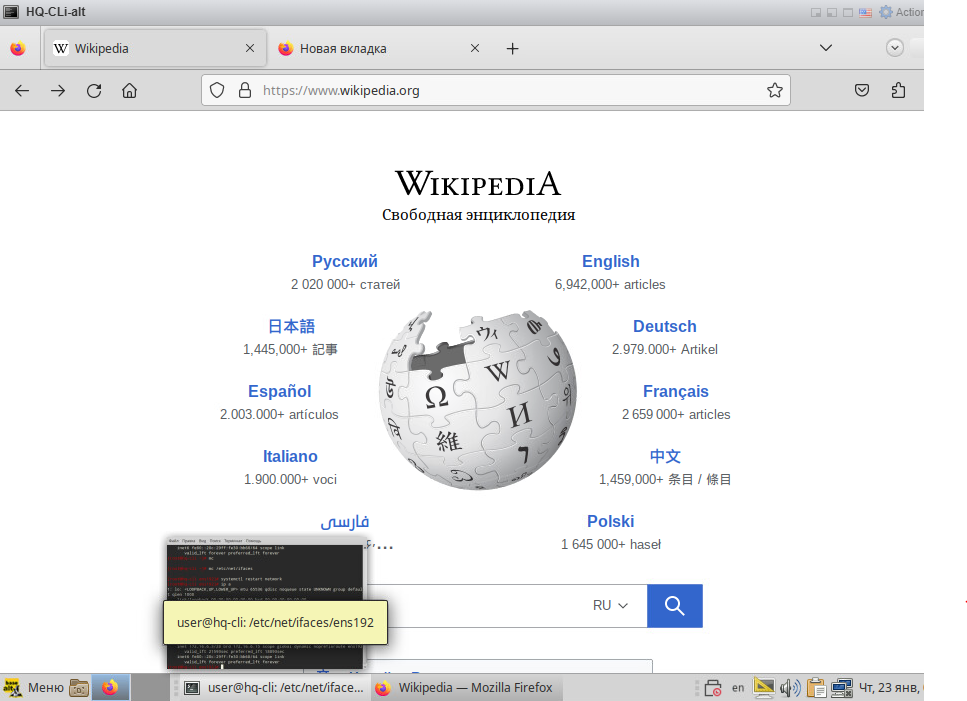 HQ-CLi-alt
Action
Wikipedia
Новая вкладка
https://www.wikipedia.org
WIKIPEDIA
Свободная энциклопедия
Русский
2 020 000+ статей
English
6,942,000+ articles
日本語
1,445,000+ 記事
Deutsch
2.979.000+ Artikel
Español
2.003.000+ artículos
Français
2 659 000+ articles
Italiano
1.900.000+ voci
中文
1,459,000+ 条目 / 條目
فارسی
Polski
1 645 000+ haseł
RU
user@hq-cli: /etc/net/ifaces/ens192
Меню
user@hq-cli: /etc/net/iface...
Wikipedia — Mozilla Firefox
en
Чт, 23 янв,